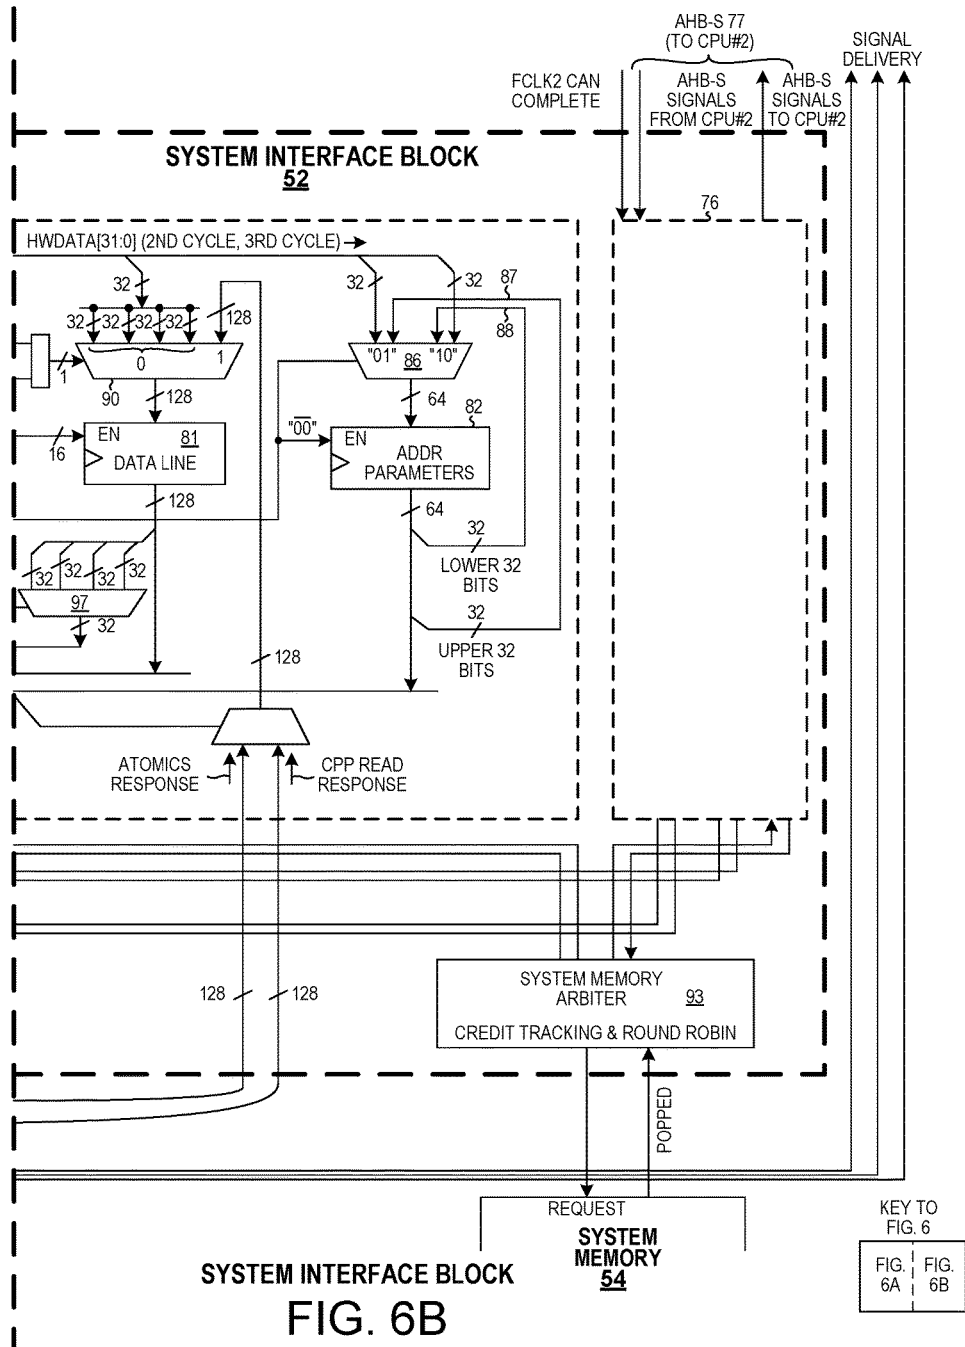 AHB-S 77
(TO CPU#2)
SIGNAL
DELIVERY
FCLK2 CAN
COMPLETE
AHB-S
SIGNALS
FROM CPU#2
AHB-S
SIGNALS
TO CPU#2
SYSTEM INTERFACE BLOCK
52
76
HWDATA[31:0] (2ND CYCLE, 3RD CYCLE)
32
32
32
87
32
32
32
32
128
88
0
1
"01"
"10"
86
1
90
128
64
82
EN
81
DATA LINE
16
"00"
EN
ADDR
PARAMETERS
128
64
32
LOWER 32
BITS
32
32
32
32
97
32
32
UPPER 32
BITS
128
ATOMICS
RESPONSE
CPP READ
RESPONSE
SYSTEM MEMORY
ARBITER
93
CREDIT TRACKING & ROUND ROBIN
128
128
POPPED
REQUEST
SYSTEM
MEMORY
54
KEY TO
FIG. 6
FIG.
6A
FIG.
6B
SYSTEM INTERFACE BLOCK
FIG. 6B